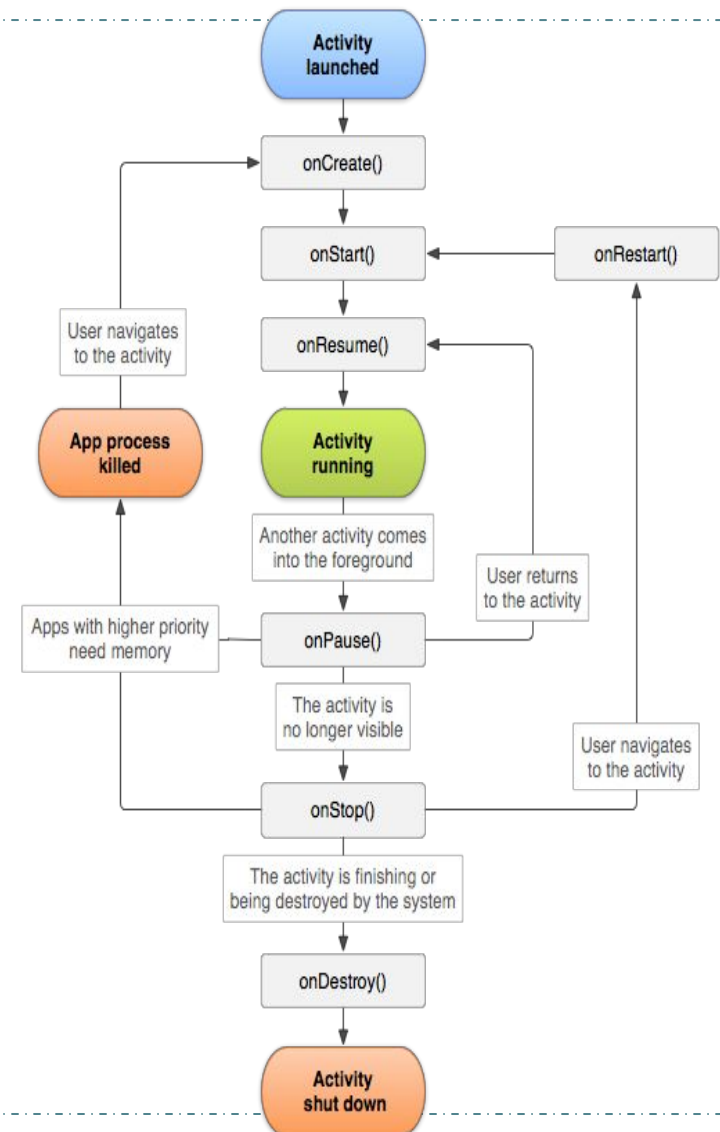 Activity
launched
onCreate()
onStart()
onRestart()
User navigates
to the activity
onResume()
App process
killed
Activity
running
Another activity comes
into the foreground
User returns
to the activity
Apps with higher priority
need memory
onPause()
The activity is
no longer visible
User navigates
to the activity
onStop()
The activity is finishing or
being destroyed by the system
onDestroy()
Activity
shut down